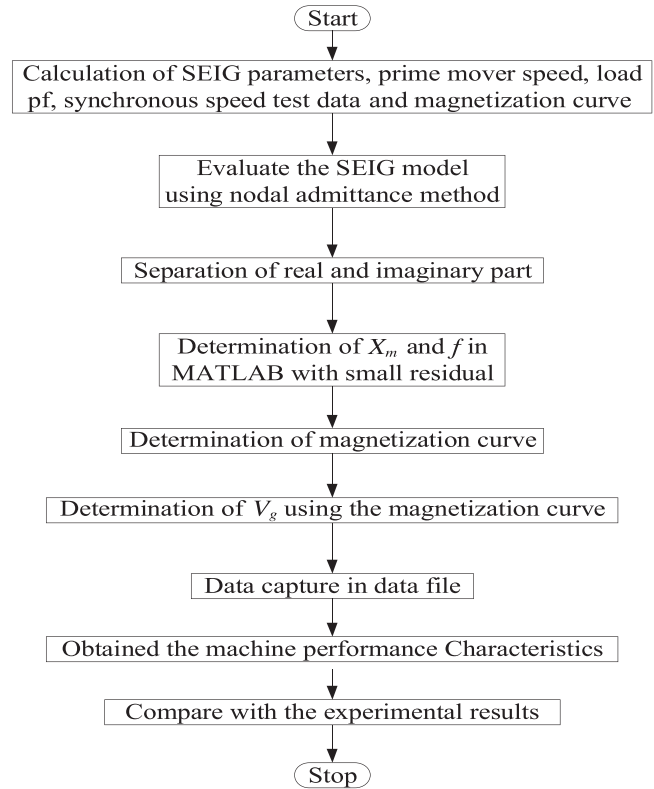 Start
Calculation of SEIG parameters, prime mover speed, load
pf, synchronous speed test data and magnetization curve
Evaluate the SEIG model
using nodal admittance method
Separation of real and imaginary part
Determination of Xm and f in
MATLAB with small residual
Determination of magnetization curve
Determination of Vg using the magnetization curve
Data capture in data file
Obtained the machine performance Characteristics
Compare with the experimental results
Stop